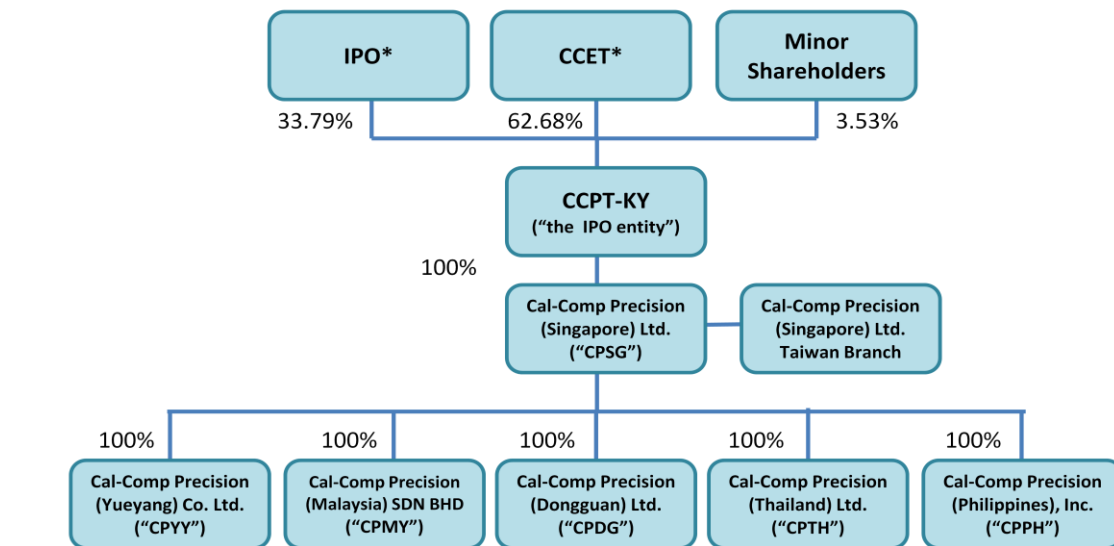 IPO*
CCET*
Minor
Shareholders
33.79%
62.68%
3.53%
CCPT-KY
(“the  IPO entity”)
100%
Cal-Comp Precision
(Singapore) Ltd.
(“CPSG”)
Cal-Comp Precision
(Singapore) Ltd.
Taiwan Branch
100%
100%
100%
100%
100%
Cal-Comp Precision
(Yueyang) Co. Ltd.
(“CPYY”)
Cal-Comp Precision
(Malaysia) SDN BHD
(“CPMY”)
Cal-Comp Precision
(Dongguan) Ltd.
(“CPDG”)
Cal-Comp Precision
(Thailand) Ltd.
(“CPTH”)
Cal-Comp Precision
(Philippines), Inc.
(“CPPH”)